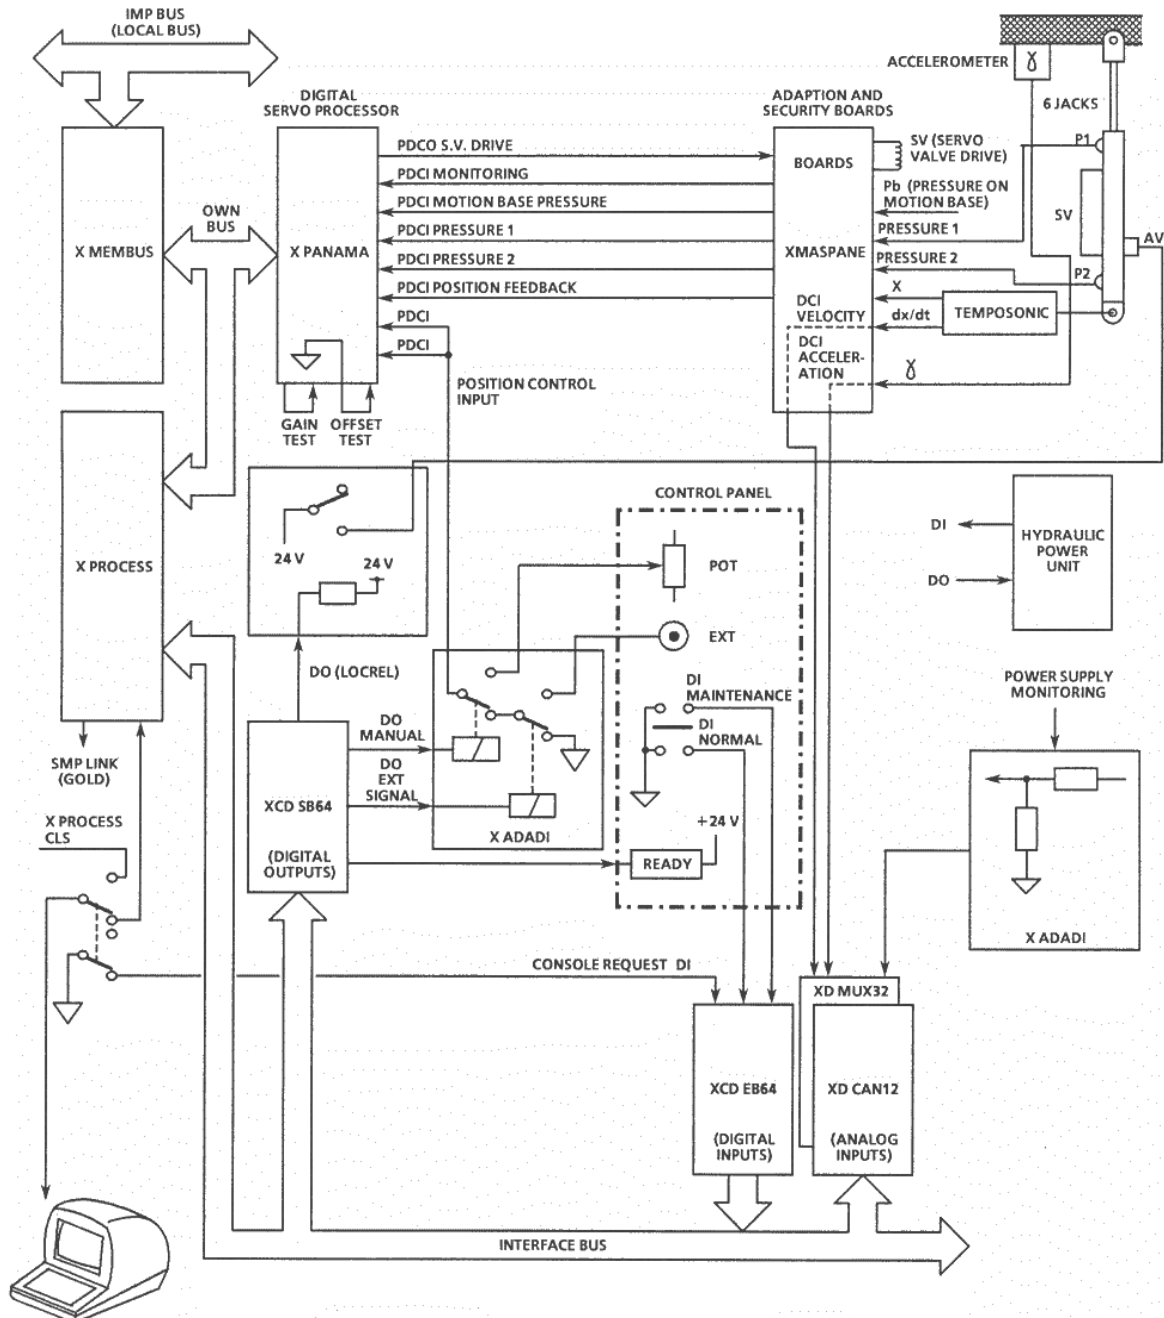 IMP BUS
(LOCAL BUS)
DIGITAL
SERVO PROCESSOR
ADAPTION AND
SECURITY BOARDS
ACCELEROMETER
ɣ
6 JACKS
X MEMBUS
OWN
BUS
X PANAMA
PDCO S.V. DRIVE
PDCI MONITORING
PDCI MOTION BASE PRESSURE
PDCI PRESSURE 1
PDCI PRESSURE 2
PDCI POSITION FEEDBACK
PDCI
PDCI
POSITION CONTROL
INPUT
GAIN
TEST
OFFSET
TEST
BOARDS
XMASPANE
DCI
VELOCITY
DCI
ACCELER-
ATION
SV (SERVO
VALVE DRIVE)
Pb (PRESSURE ON
MOTION BASE)
PRESSURE 1
PRESSURE 2
X
dx/dt
ɣ
TEMPOSONIC
P1
SV
P2
AV
X PROCESS
24 V
24 V
DO (LOCREL)
CONTROL PANEL
POT
EXT
DI
MAINTENANCE
DI
NORMAL
+24 V
READY
DI
DO
HYDRAULIC
POWER
UNIT
POWER SUPPLY
MONITORING
X ADADI
SMP LINK
(GOLD)
X PROCESS
CLS
XCD SB64
(DIGITAL
OUTPUTS)
DO
MANUAL
DO
EXT
SIGNAL
X ADADI
CONSOLE REQUEST DI
XD MUX32
XCD EB64
(DIGITAL
INPUTS)
XD CAN12
(ANALOG
INPUTS)
INTERFACE BUS